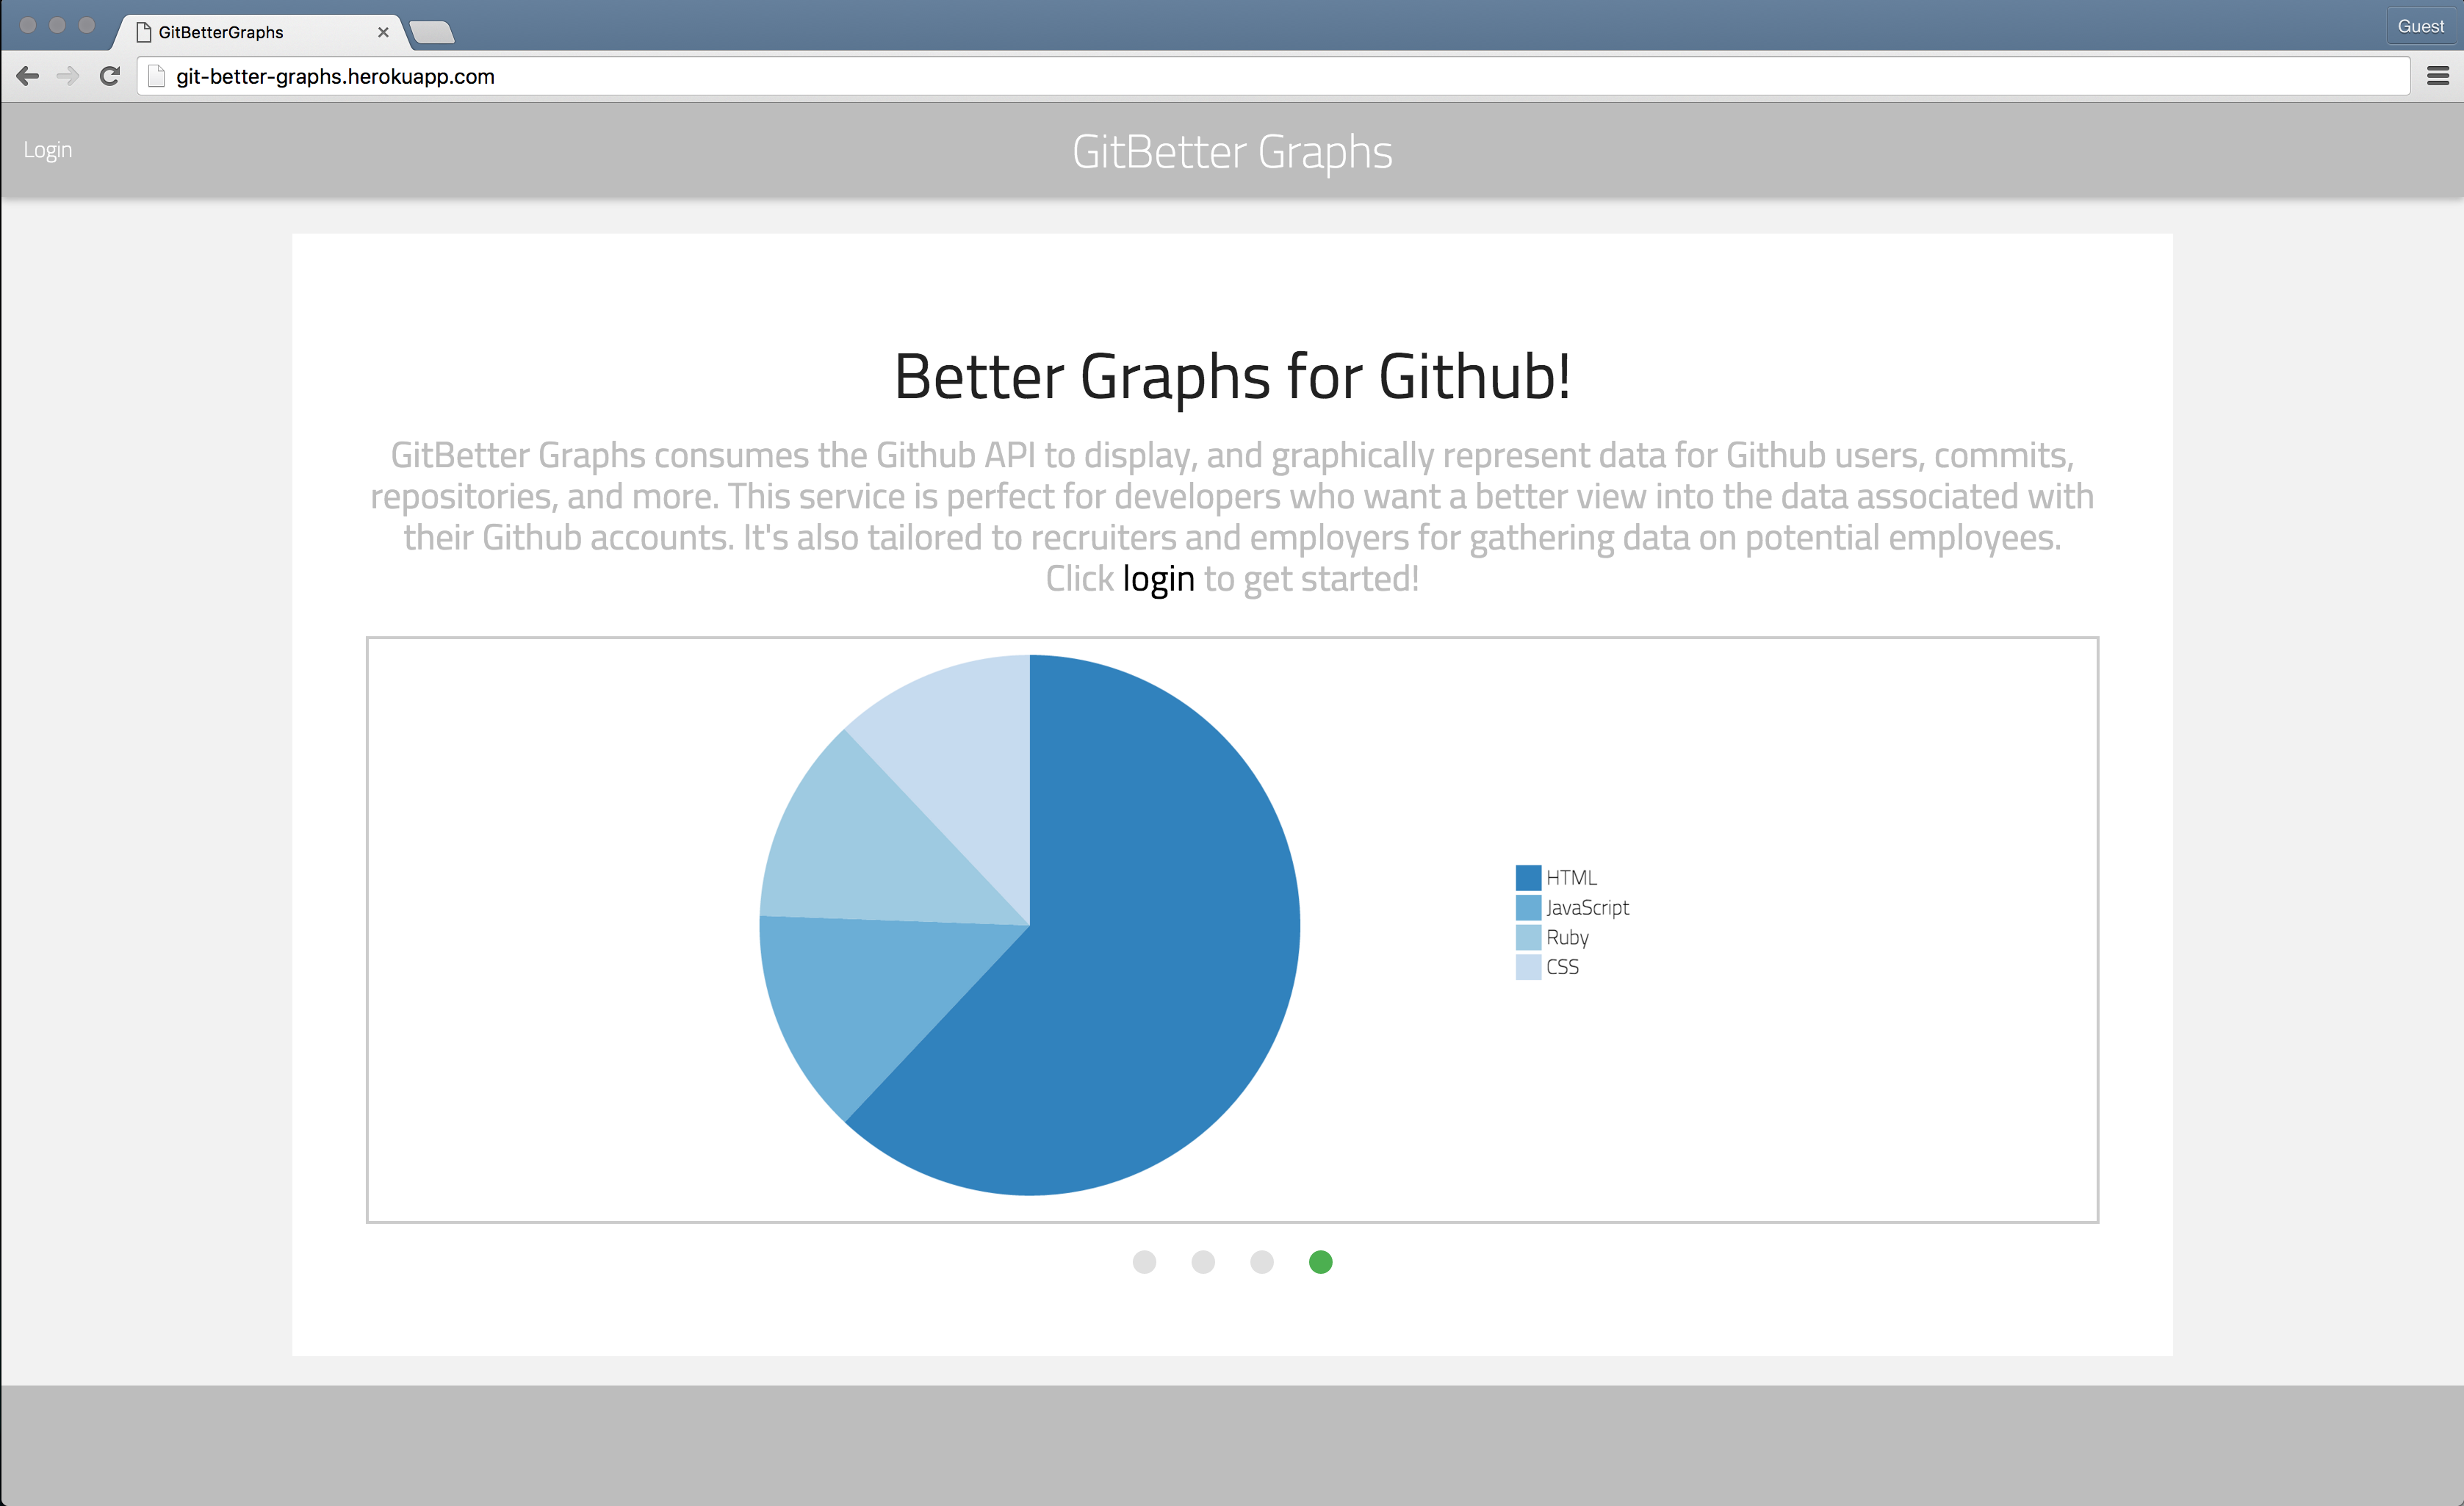 GitBetterGraphs
Guest
git-better-graphs.herokuapp.com
Login
GitBetter Graphs
Better Graphs for Github!
GitBetter Graphs consumes the Github API to display, and graphically represent data for Github users, commits,
repositories, and more. This service is perfect for developers who want a better view into the data associated with
their Github accounts. It's also tailored to recruiters and employers for gathering data on potential employees.
Click login to get started!
HTML
JavaScript
Ruby
CSS